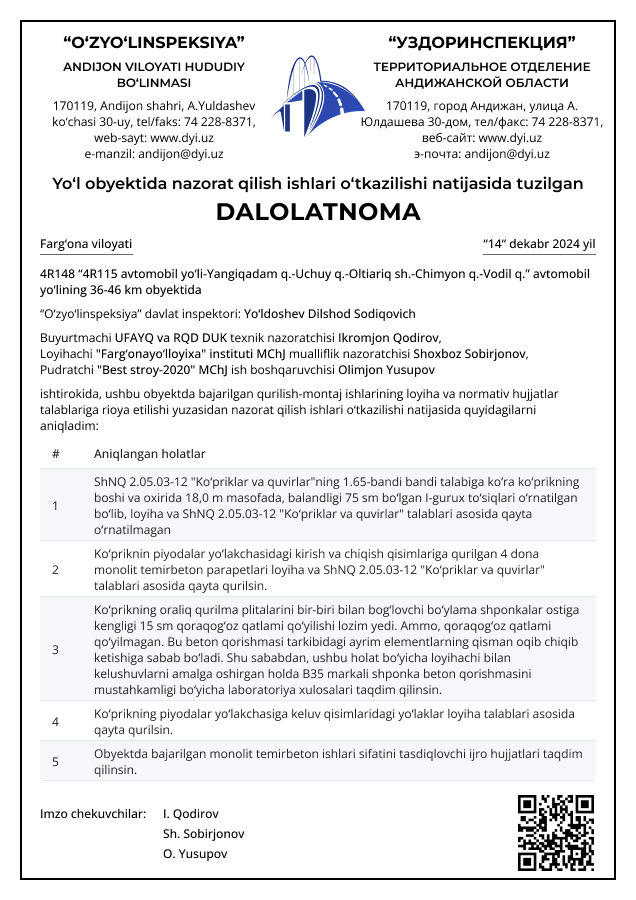 “O‘ZYO‘LINSPEKSIYA”
ANDIJON VILOYATI HUDUDIY
BO‘LINMASI
170119, Andijon shahri, A.Yuldashev
ko‘chasi 30-uy, tel/faks: 74 228-8371,
web-sayt: www.dyi.uz
e-manzil: andijon@dyi.uz
“УЗДОРИНСПЕКЦИЯ”
ТЕРРИТОРИАЛЬНОЕ ОТДЕЛЕНИЕ
АНДИЖАНСКОЙ ОБЛАСТИ
170119, город Андижан, улица А.
Юлдашева 30-дом, тел/факс: 74 228-8371,
веб-сайт: www.dyi.uz
э-почта: andijon@dyi.uz
Yo‘l obyektida nazorat qilish ishlari o‘tkazilishi natijasida tuzilgan
DALOLATNOMA
Farg‘ona viloyati
“14“ dekabr 2024 yil
4R148 “4R115 avtomobil yo‘li-Yangiqadam q.-Uchuy q.-Oltiariq sh.-Chimyon q.-Vodil q.” avtomobil
yo‘lining 36-46 km obyektida
“O‘zyo‘linspeksiya” davlat inspektori: Yo‘ldoshev Dilshod Sodiqovich
Buyurtmachi UFAYQ va RQD DUK texnik nazoratchisi Ikromjon Qodirov,
Loyihachi "Farg‘onayo‘lloyixa" instituti MChJ mualliflik nazoratchisi Shoxboz Sobirjonov,
Pudratchi "Best stroy-2020" MChJ ish boshqaruvchisi Olimjon Yusupov
ishtirokida, ushbu obyektda bajarilgan qurilish-montaj ishlarining loyiha va normativ hujjatlar
talablariga rioya etilishi yuzasidan nazorat qilish ishlari o‘tkazilishi natijasida quyidagilarni
aniqladim:
# Aniqlangan holatlar
1 ShNQ 2.05.03-12 "Ko‘priklar va quvirlar"ning 1.65-bandi bandi talabiga ko‘ra ko‘prikning
boshi va oxirida 18,0 m masofada, balandligi 75 sm bo‘lgan I-gurux to‘siqlari o‘rnatilgan
bo‘lib, loyiha va ShNQ 2.05.03-12 "Ko‘priklar va quvirlar" talablari asosida qayta
o‘rnatilmagan
2 Ko‘priknin piyodalar yo‘lakchasidagi kirish va chiqish qisimlariga qurilgan 4 dona
monolit temirbeton parapetlari loyiha va ShNQ 2.05.03-12 "Ko‘priklar va quvirlar"
talablari asosida qayta qurilsin.
3 Ko‘prikning oraliq qurilma plitalarini bir-biri bilan bog‘lovchi bo‘ylama shponkalar ostiga
kengligi 15 sm qoraqog‘oz qatlami qo‘yilishi lozim yedi. Ammo, qoraqog‘oz qatlami
qo‘yilmagan. Bu beton qorishmasi tarkibidagi ayrim elementlarning qisman oqib chiqib
ketishiga sabab bo‘ladi. Shu sababdan, ushbu holat bo‘yicha loyihachi bilan
kelushuvlarni amalga oshirgan holda B35 markali shponka beton qorishmasini
mustahkamligi bo‘yicha laboratoriya xulosalari taqdim qilinsin.
4 Ko‘prikning piyodalar yo‘lakchasiga keluv qisimlaridagi yo‘laklar loyiha talablari asosida
qayta qurilsin.
5 Obyektda bajarilgan monolit temirbeton ishlari sifatini tasdiqlovchi ijro hujjatlari taqdim
qilinsin.
Imzo chekuvchilar: I. Qodirov
Sh. Sobirjonov
O. Yusupov